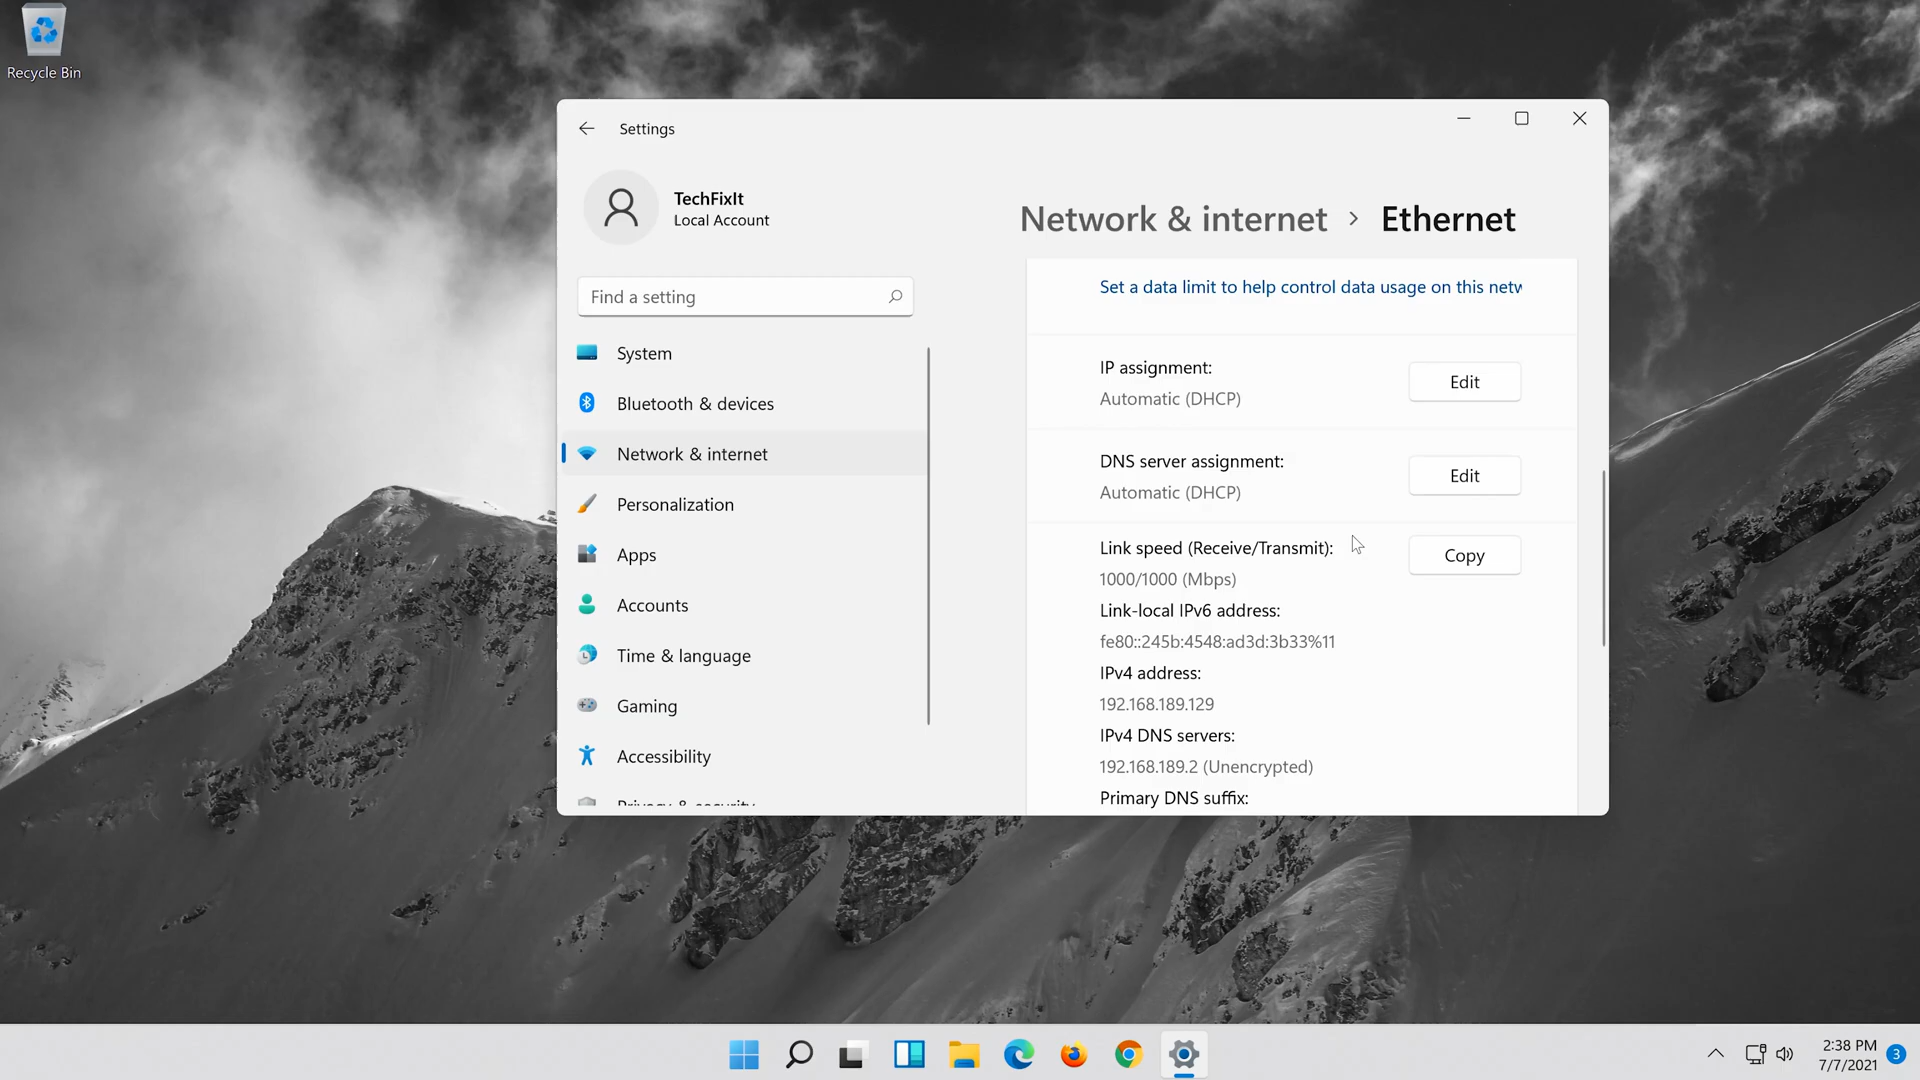 Recycle Bin
Settings
TechFixIt
Local Account
Find a setting
System
Bluetooth & devices
Network & internet
Personalization
Apps
Accounts
Time & language
Gaming
Accessibility
Privacy & security
Network & internet > Ethernet
Set a data limit to help control data usage on this netw
IP assignment:
Automatic (DHCP)
Edit
DNS server assignment:
Automatic (DHCP)
Edit
Link speed (Receive/Transmit):
1000/1000 (Mbps)
Copy
Link-local IPv6 address:
fe80::245b:4548:ad3d:3b33%11
IPv4 address:
192.168.189.129
IPv4 DNS servers:
192.168.189.2 (Unencrypted)
Primary DNS suffix:
2:38 PM
7/7/2021
3